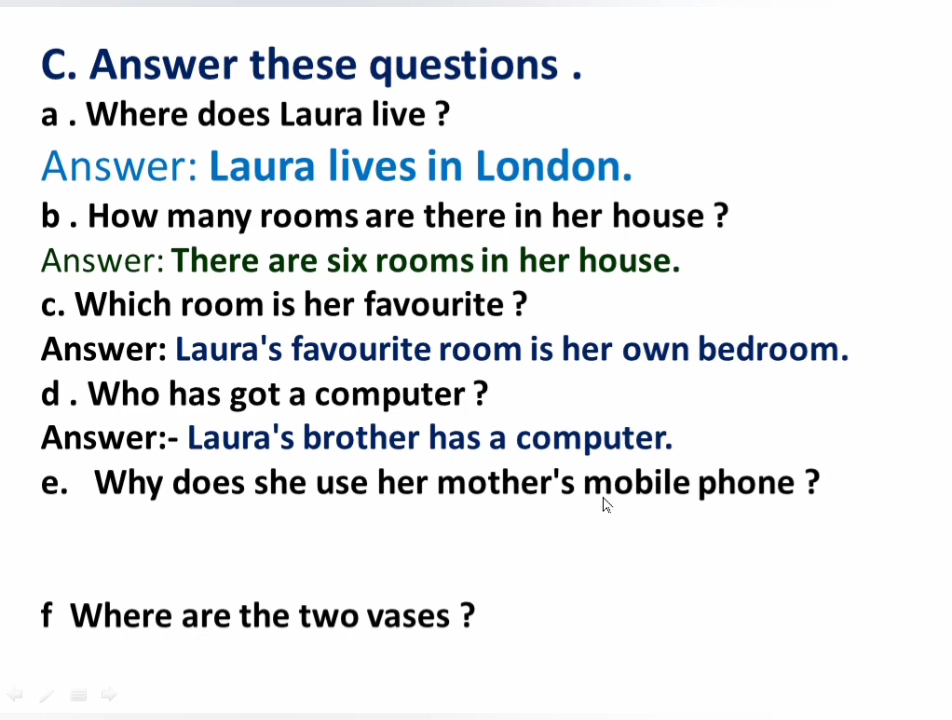 C. Answer these questions .
a . Where does Laura live ?
Answer: Laura lives in London.
b . How many rooms are there in her house ?
Answer: There are six rooms in her house.
c. Which room is her favourite ?
Answer: Laura's favourite room is her own bedroom.
d . Who has got a computer ?
Answer:- Laura's brother has a computer.
e. Why does she use her mother's mobile phone ?
f Where are the two vases ?